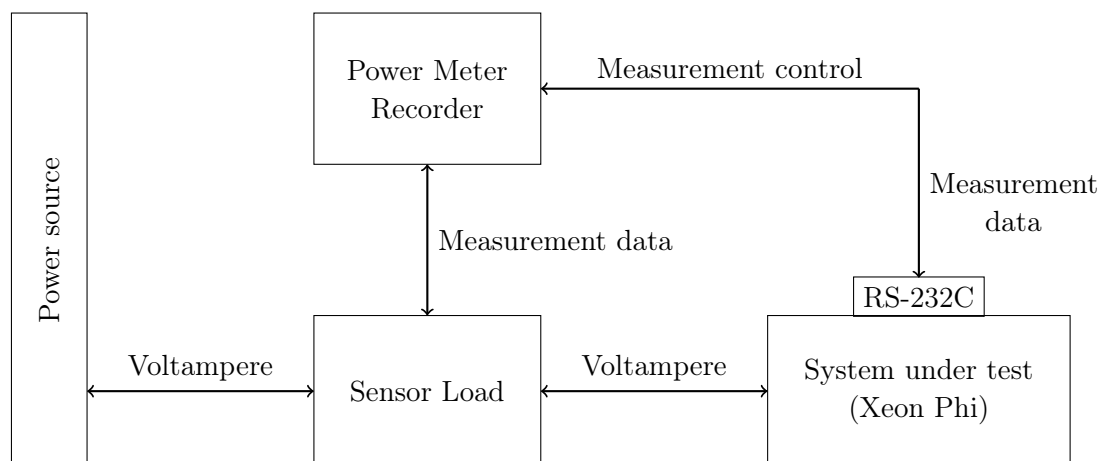 Power Meter
Recorder
Measurement control
Measurement
data
Power source
Measurement data
RS-232C
Voltampere
Sensor Load
Voltampere
System under test
(Xeon Phi)